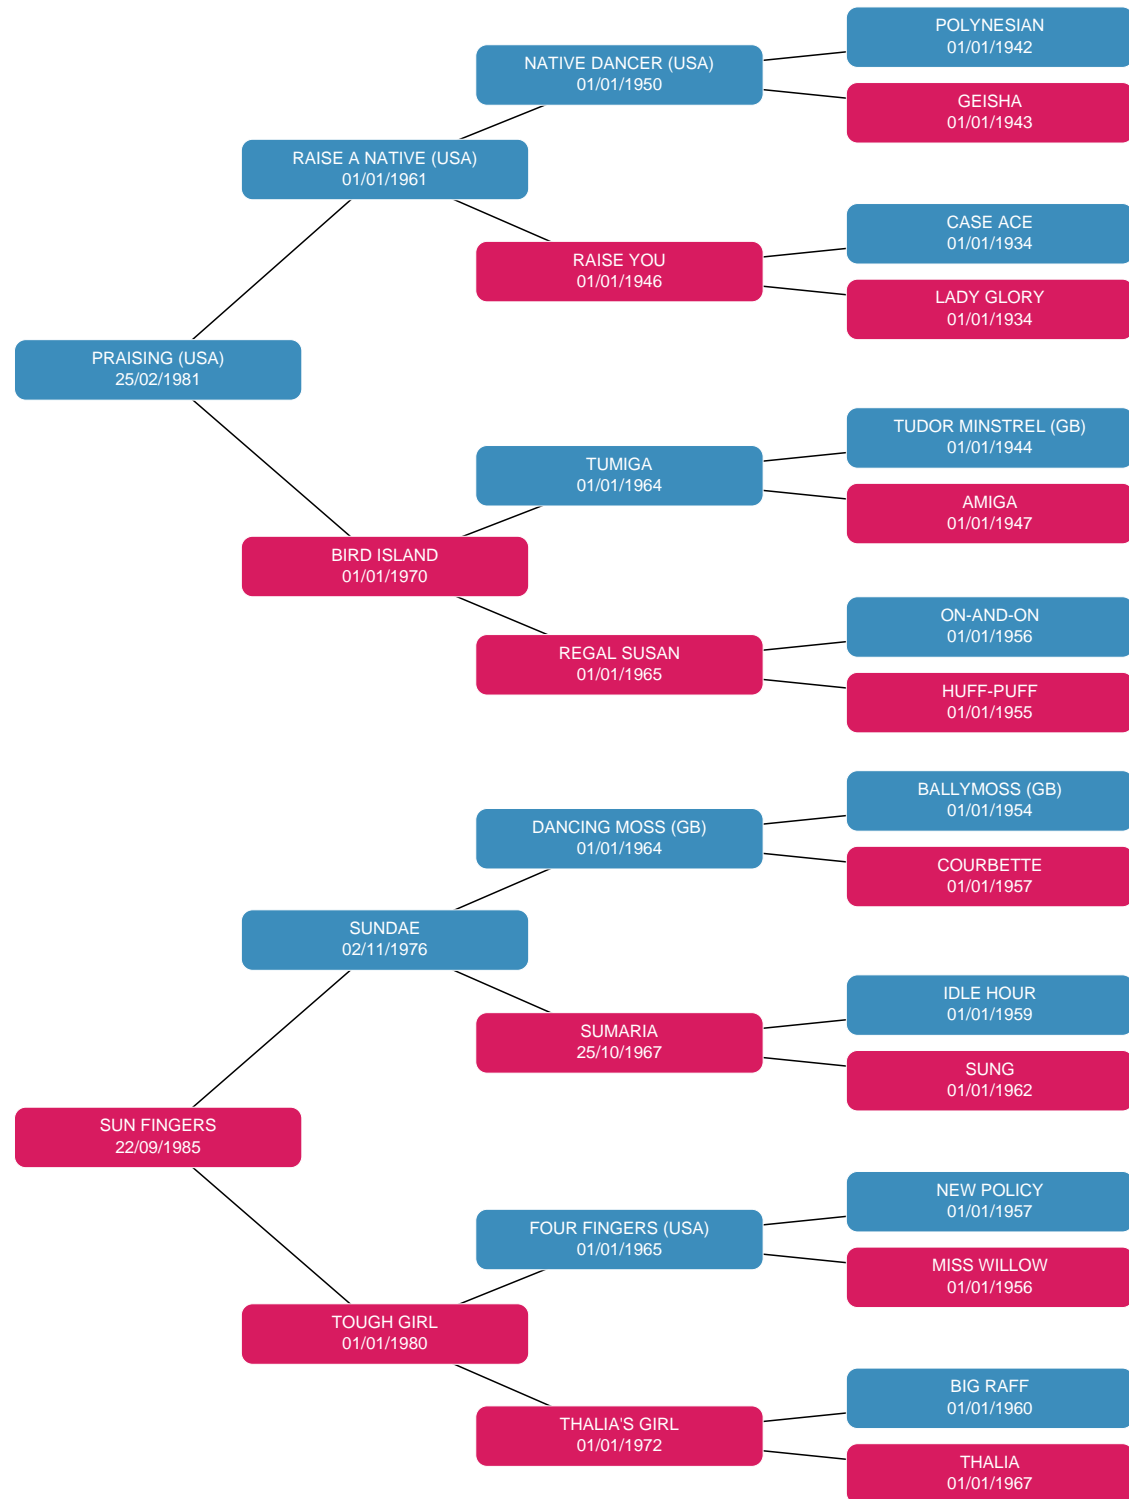 POLYNESIAN
01/01/1942
NATIVE DANCER (USA)
01/01/1950
GEISHA
01/01/1943
RAISE A NATIVE (USA)
01/01/1961
CASE ACE
01/01/1934
RAISE YOU
01/01/1946
LADY GLORY
01/01/1934
PRAISING (USA)
25/02/1981
TUDOR MINSTREL (GB)
01/01/1944
TUMIGA
01/01/1964
AMIGA
01/01/1947
BIRD ISLAND
01/01/1970
ON-AND-ON
01/01/1956
REGAL SUSAN
01/01/1965
HUFF-PUFF
01/01/1955
BALLYMOSS (GB)
01/01/1954
DANCING MOSS (GB)
01/01/1964
COURBETTE
01/01/1957
SUNDAE
02/11/1976
IDLE HOUR
01/01/1959
SUMARIA
25/10/1967
SUNG
01/01/1962
SUN FINGERS
22/09/1985
NEW POLICY
01/01/1957
FOUR FINGERS (USA)
01/01/1965
MISS WILLOW
01/01/1956
TOUGH GIRL
01/01/1980
BIG RAFF
01/01/1960
THALIA'S GIRL
01/01/1972
THALIA
01/01/1967